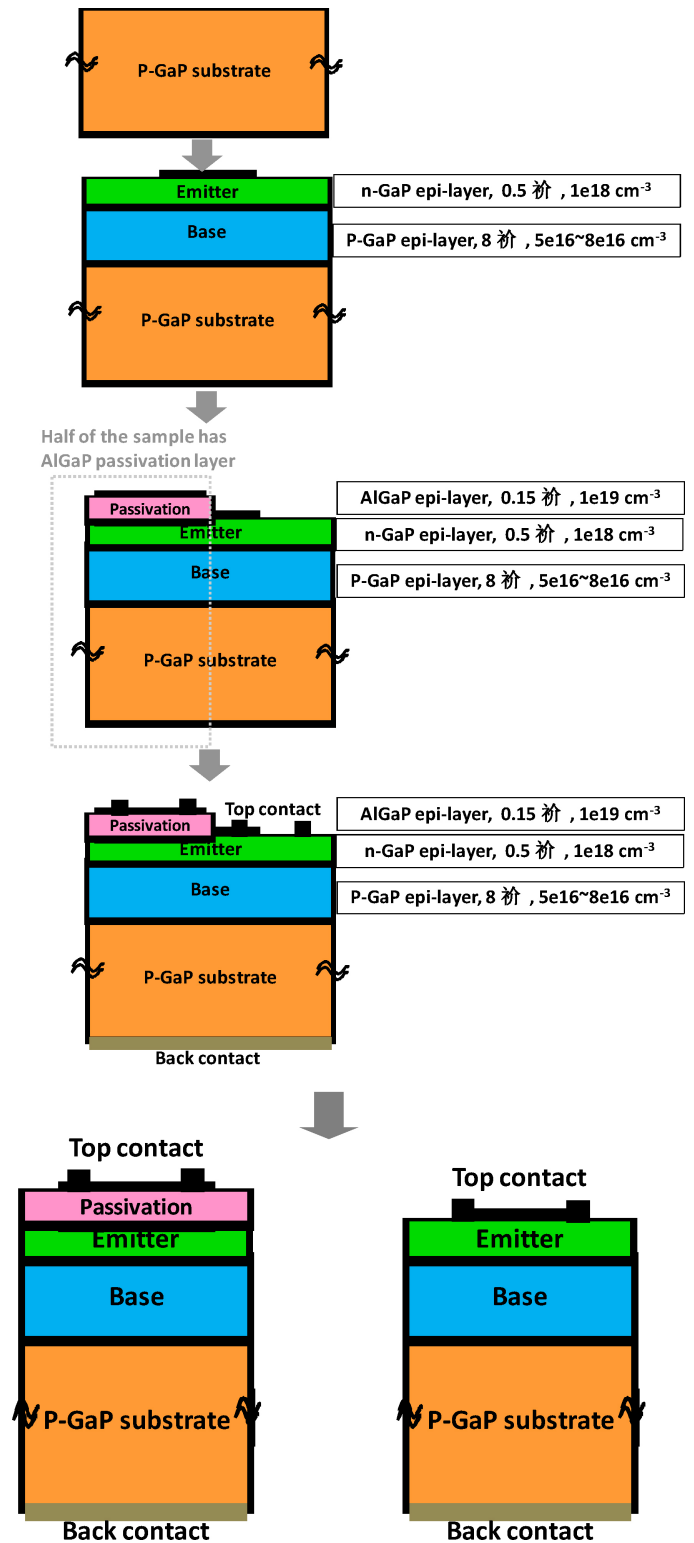 P-GaP substrate
Emitter
n-GaP epi-layer, 0.5 祄 , 1e18 cm⁻³
Base
P-GaP epi-layer, 8 祄 , 5e16~8e16 cm⁻³
P-GaP substrate
Half of the sample has
AlGaP passivation layer
Passivation
AlGaP epi-layer, 0.15 祄 , 1e19 cm⁻³
Emitter
n-GaP epi-layer, 0.5 祄 , 1e18 cm⁻³
Base
P-GaP epi-layer, 8 祄 , 5e16~8e16 cm⁻³
P-GaP substrate
Top contact
Passivation
AlGaP epi-layer, 0.15 祄 , 1e19 cm⁻³
Emitter
n-GaP epi-layer, 0.5 祄 , 1e18 cm⁻³
Base
P-GaP epi-layer, 8 祄 , 5e16~8e16 cm⁻³
P-GaP substrate
Back contact
Top contact
Passivation
Emitter
Base
P-GaP substrate
Back contact
Top contact
Emitter
Base
P-GaP substrate
Back contact